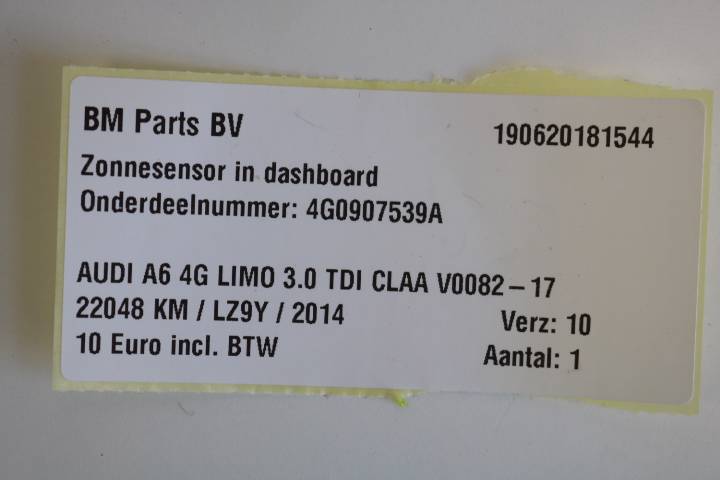 BM Parts BV 190620181544
Zonnesensor in dashboard
Onderdeelnummer: 4G0907539A
AUDI A6 4G LIMO 3.0 TDI CLAA V0082-17
22048 KM / LZ9Y / 2014 Verz: 10
10 Euro incl. BTW Aantal: 1